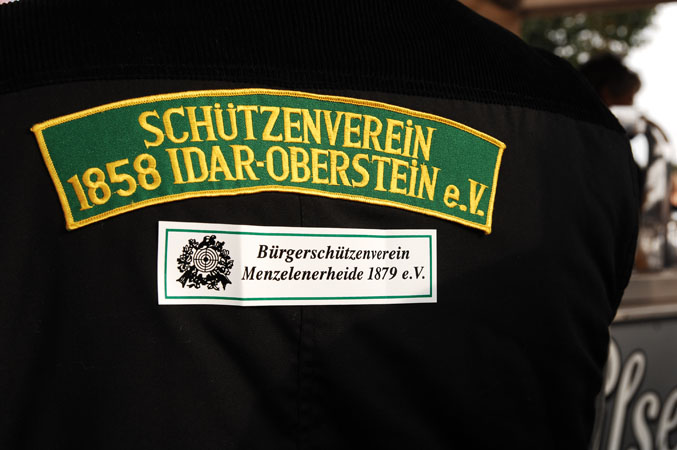 SCHÜTZENVEREiN
1858 IDAR-OBERSTEiN e.V.
Bürgerschützenverein
Menzelenerheide 1879 e.V.